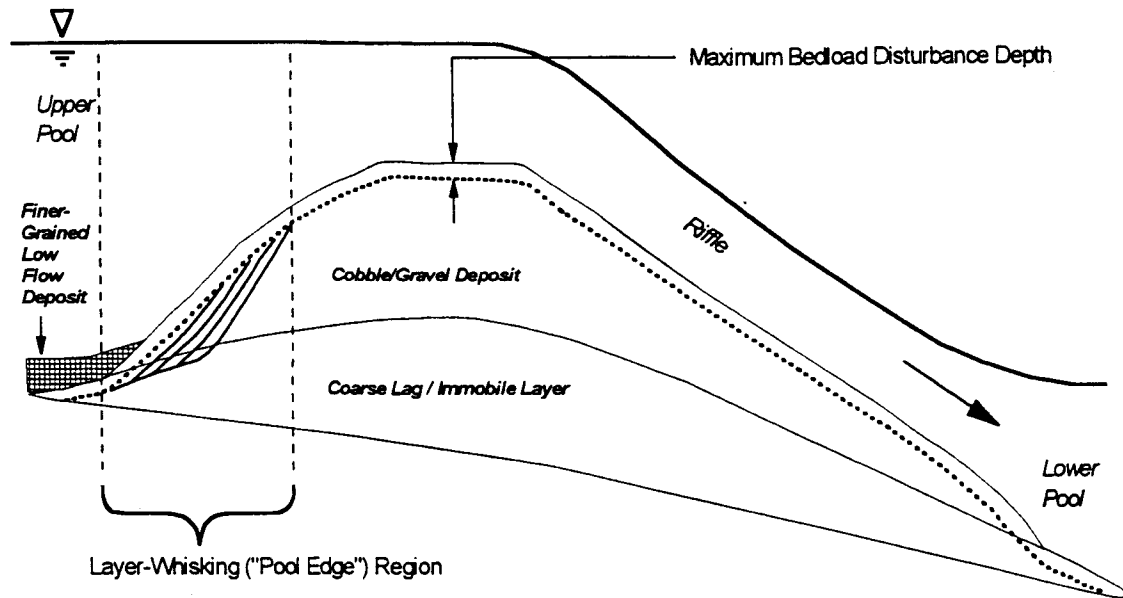 Maximum Bedload Disturbance Depth
Upper
Pool
Finer-
Grained
Low
Flow
Deposit
Riffle
Cobble/Gravel Deposit
Coarse Lag / Immobile Layer
Lower
Pool
Layer-Whisking ("Pool Edge") Region